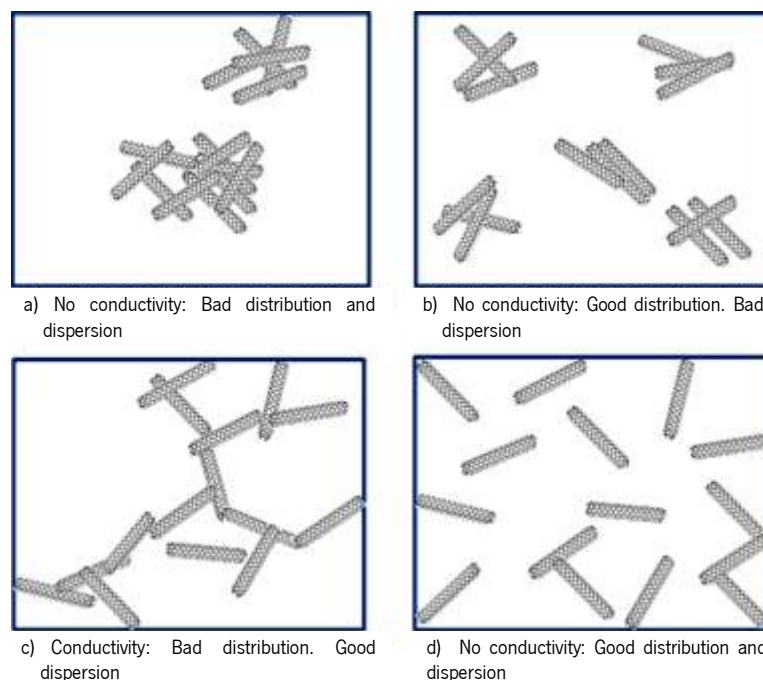 a) No conductivity: Bad distribution and
dispersion
b) No conductivity: Good distribution. Bad
dispersion
c) Conductivity: Bad distribution. Good
dispersion
d) No conductivity: Good distribution and
dispersion